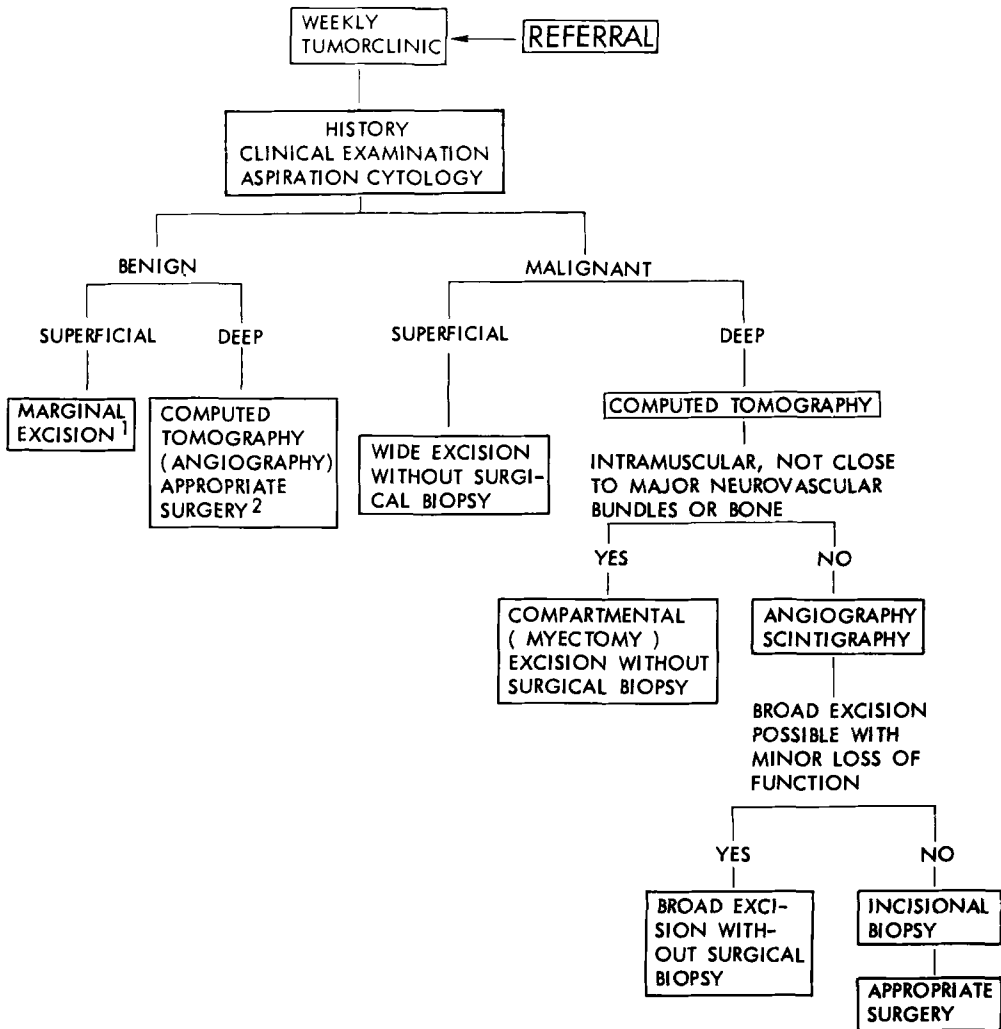 WEEKLY
TUMORCLINIC
REFERRAL
HISTORY
CLINICAL EXAMINATION
ASPIRATION CYTOLOGY
BENIGN
MALIGNANT
SUPERFICIAL
DEEP
SUPERFICIAL
DEEP
MARGINAL
EXCISION 1
COMPUTED
TOMOGRAPHY
(ANGIOGRAPHY)
APPROPRIATE
SURGERY 2
WIDE EXCISION
WITHOUT SURGI-
CAL BIOPSY
COMPUTED TOMOGRAPHY
INTRAMUSCULAR, NOT CLOSE
TO MAJOR NEUROVASCULAR
BUNDLES OR BONE
YES
NO
COMPARTMENTAL
( MYECTOMY )
EXCISION WITHOUT
SURGICAL BIOPSY
ANGIOGRAPHY
SCINTIGRAPHY
BROAD EXCISION
POSSIBLE WITH
MINOR LOSS OF
FUNCTION
YES
NO
BROAD EXCI-
SION WITH-
OUT SURGICAL
BIOPSY
INCISIONAL
BIOPSY
APPROPRIATE
SURGERY